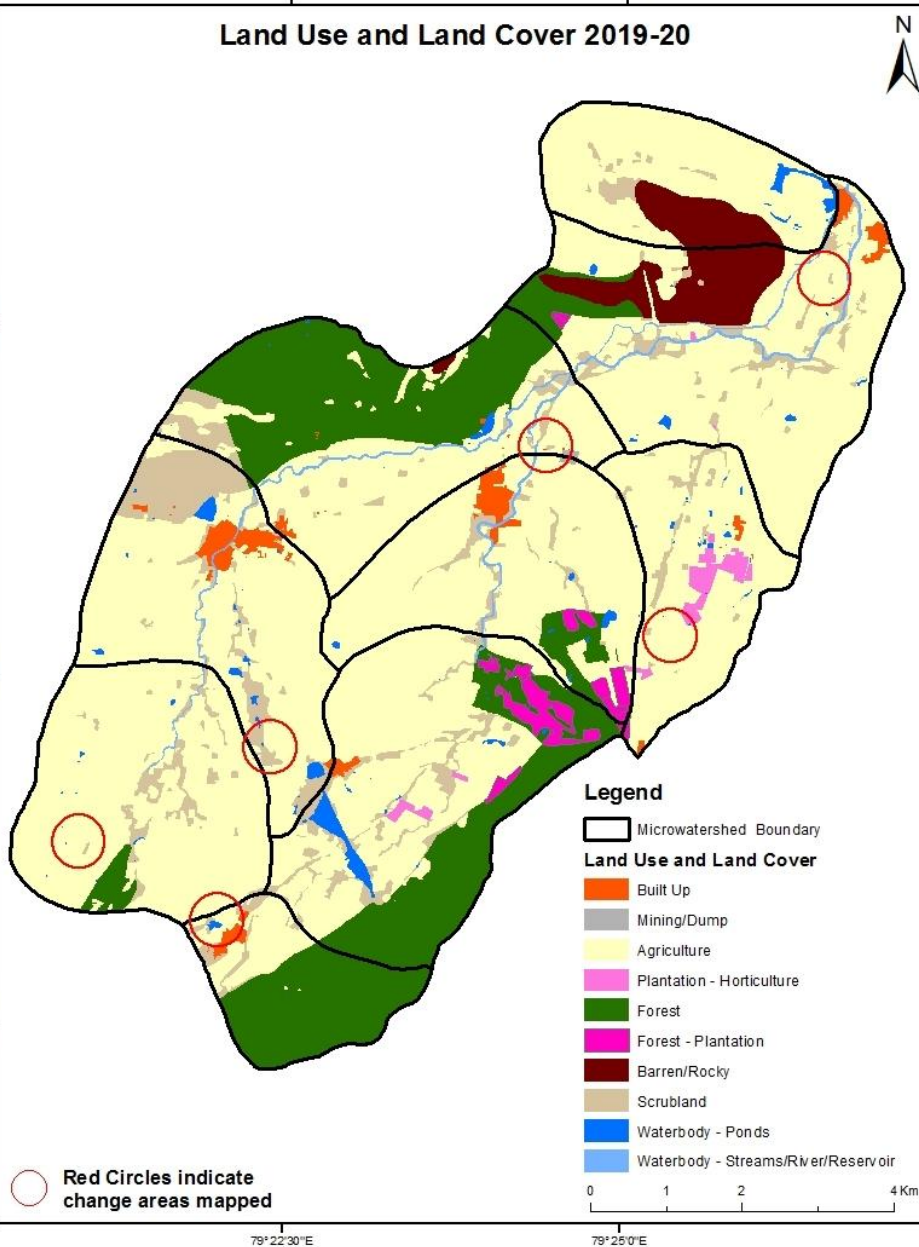 Land Use and Land Cover 2019-20
N
Legend
Microwatershed Boundary
Land Use and Land Cover
Built Up
Mining/Dump
Agriculture
Plantation - Horticulture
Forest
Forest - Plantation
Barren/Rocky
Scrubland
Waterbody - Ponds
Waterbody - Streams/River/Reservoir
Red Circles indicate
change areas mapped
0 1 2 4 Km
79°22'30"E 79°25'0"E